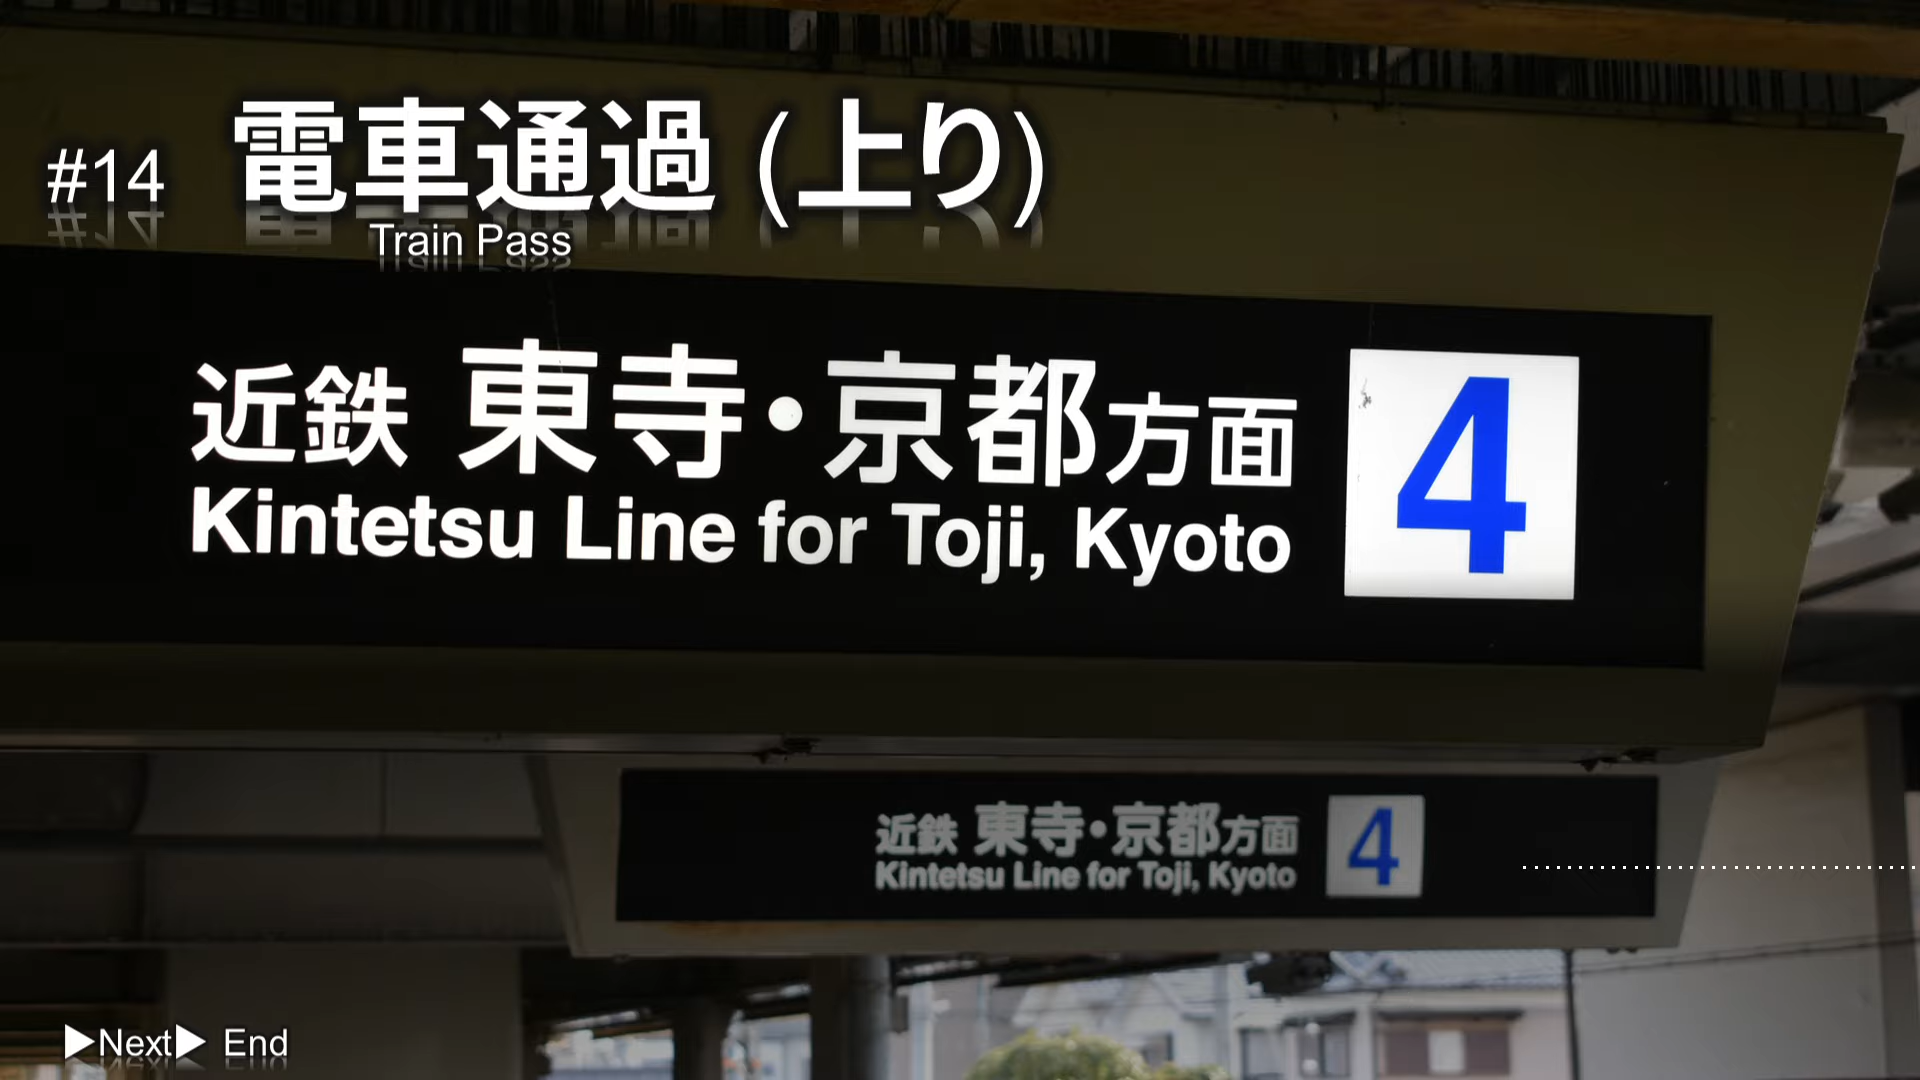 #14 電車通過 (上り)
Train Pass
近鉄 東寺・京都方面 4
Kintetsu Line for Toji, Kyoto
近鉄 東寺・京都方面 4
Kintetsu Line for Toji, Kyoto
▶Next▶ End